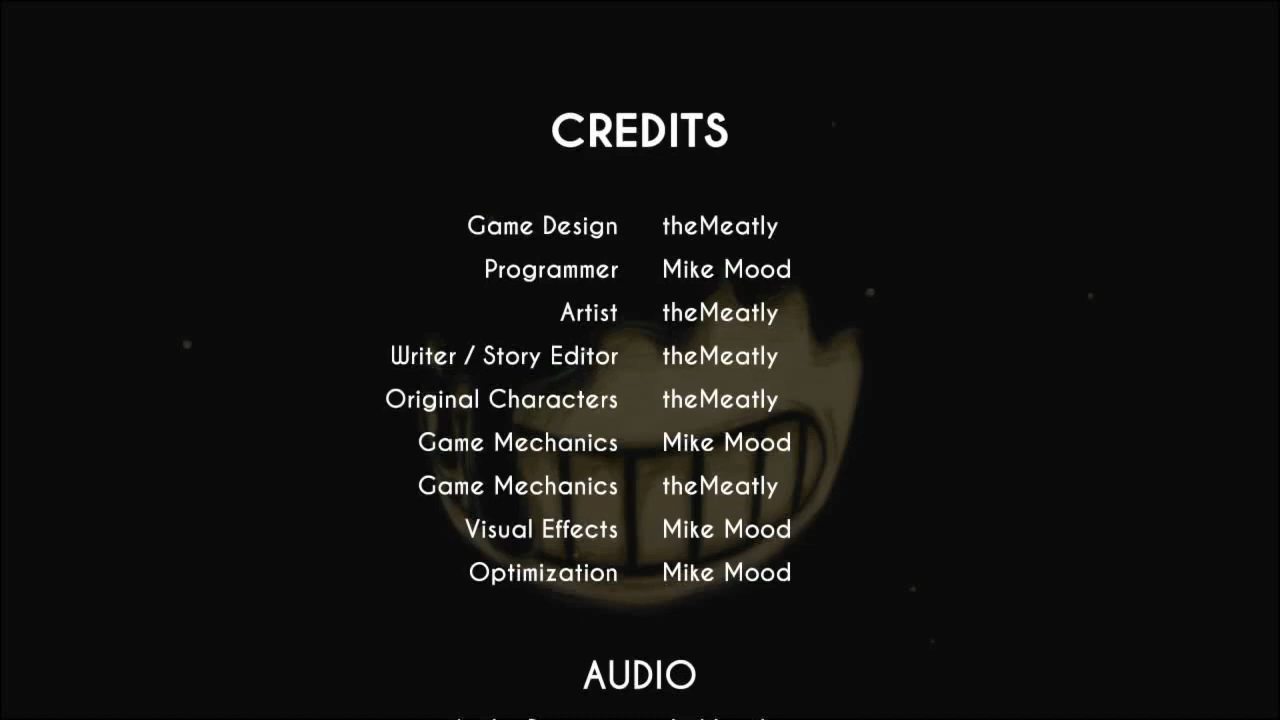 CREDITS
Game Design theMeatly
Programmer Mike Mood
Artist theMeatly
Writer / Story Editor theMeatly
Original Characters theMeatly
Game Mechanics Mike Mood
Game Mechanics theMeatly
Visual Effects Mike Mood
Optimization Mike Mood
AUDIO